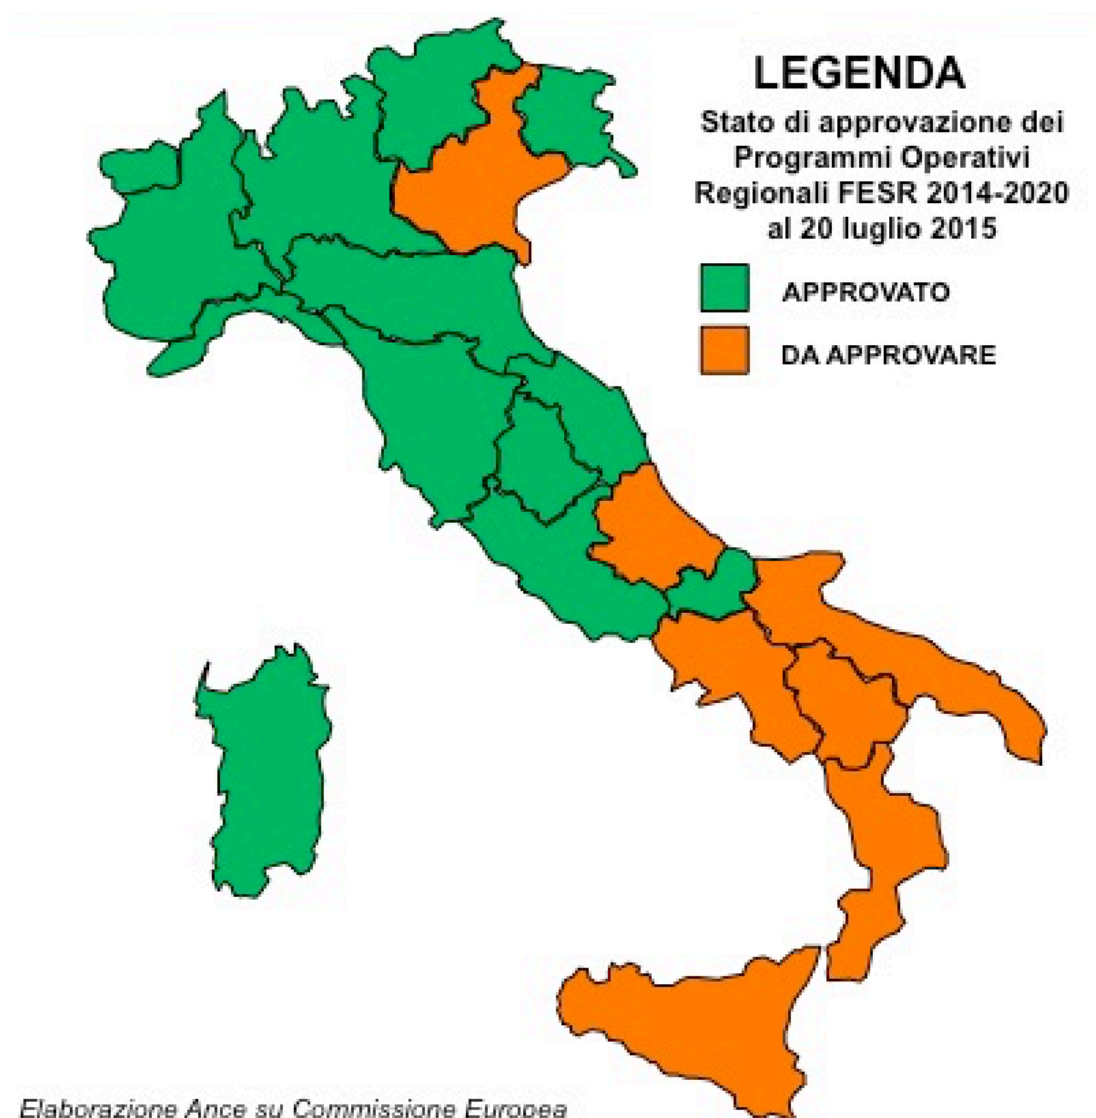 LEGENDA
Stato di approvazione dei
Programmi Operativi
Regionali FESR 2014-2020
al 20 luglio 2015
APPROVATO
DA APPROVARE
Elaborazione Ance su Commissione Europea